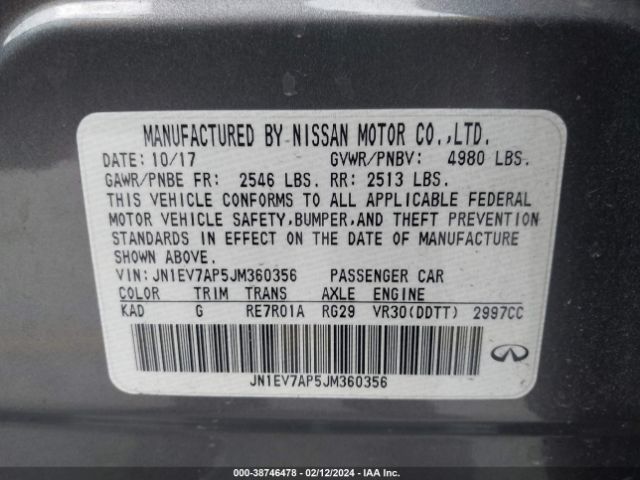 MANUFACTURED BY NISSAN MOTOR CO.,LTD.
DATE: 10/17 GVWR/PNBV: 4980 LBS.
GAWR/PNBE FR: 2546 LBS. RR: 2513 LBS.
THIS VEHICLE CONFORMS TO ALL APPLICABLE FEDERAL
MOTOR VEHICLE SAFETY,BUMPER,AND THEFT PREVENTION
STANDARDS IN EFFECT ON THE DATE OF MANUFACTURE
SHOWN ABOVE.
VIN: JN1EV7AP5JM360356 PASSENGER CAR
COLOR TRIM TRANS AXLE ENGINE
KAD G RE7R01A RG29 VR30(DDTT) 2997CC
JN1EV7AP5JM360356
000-38746478 - 02/12/2024 - IAA Inc.